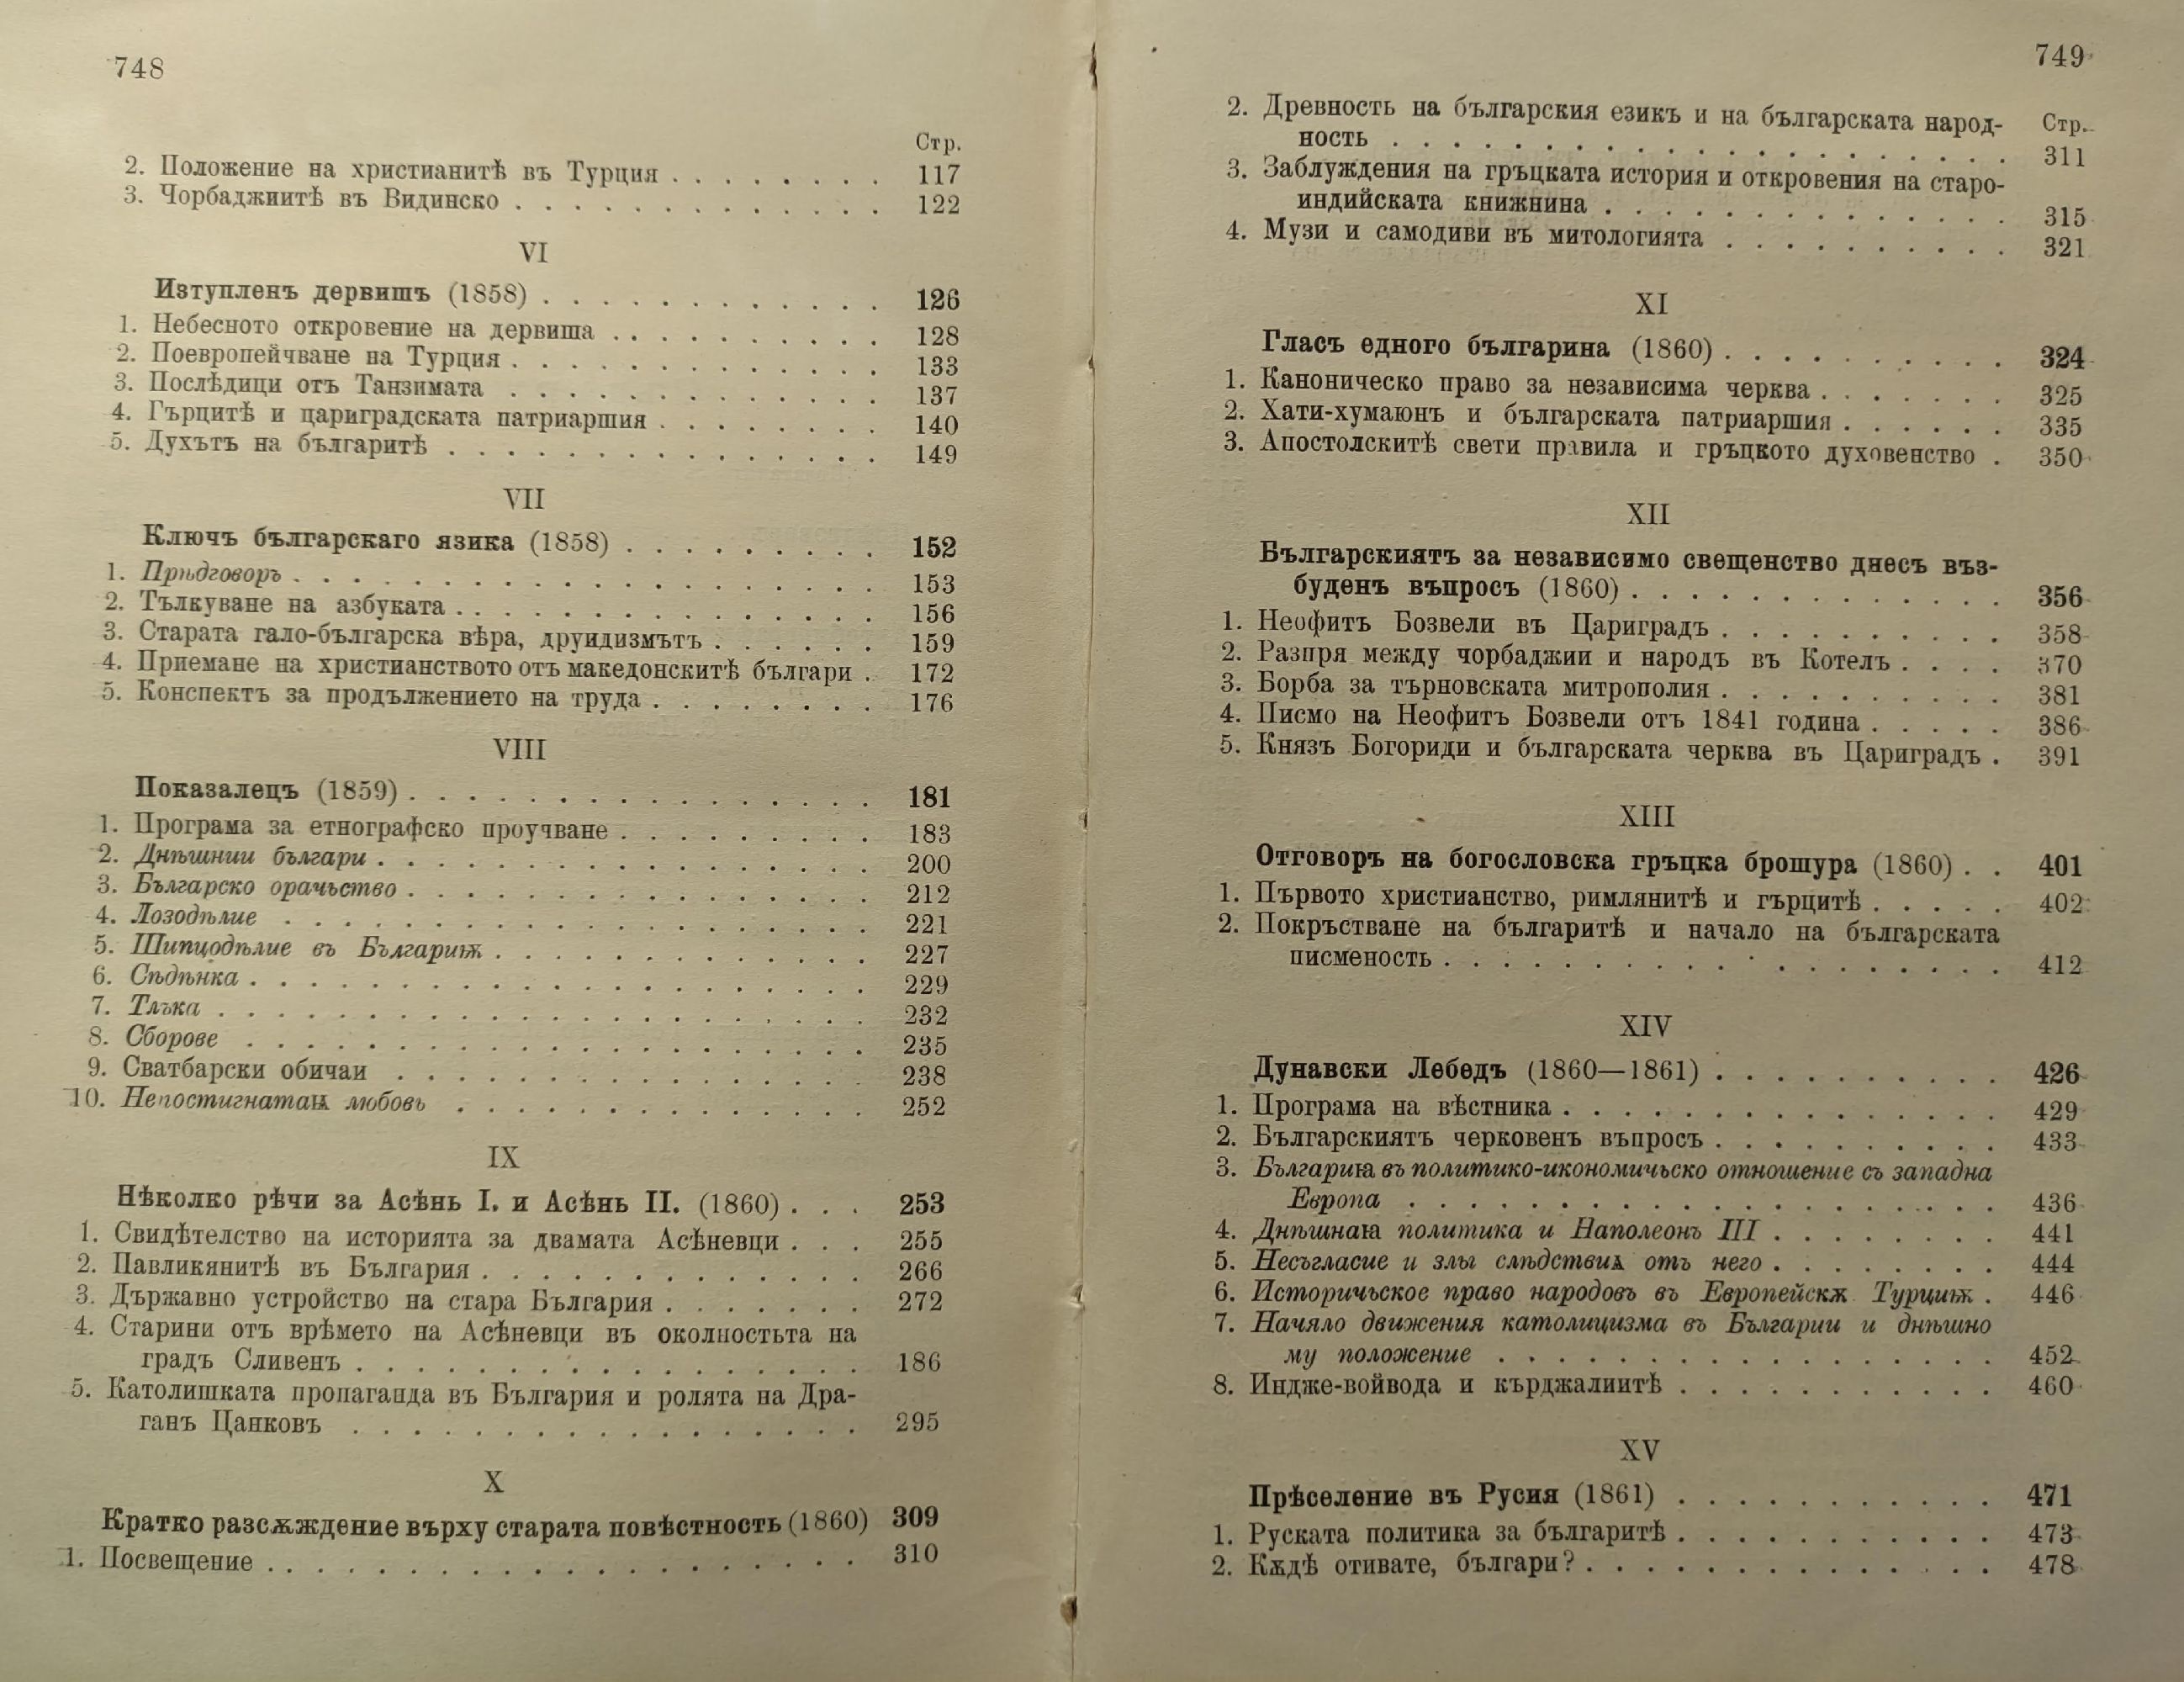 748
Стр.
2. Положение на христианитѣ въ Турция . . . . . . . . 117
3. Чорбаджиитѣ въ Видинско . . . . . . . . . . . . . 122
VI
Изтупленъ дервишъ (1858) . . . . . . . . . . . . 126
1. Небесното откровение на дервиша . . . . . . . . . 128
2. Поевропейчване на Турция . . . . . . . . . . . . . 133
3. Послѣдици отъ Танзимата . . . . . . . . . . . . . 137
4. Гърцитѣ и цариградската патриаршия . . . . . . . . 140
5. Духътъ на българитѣ . . . . . . . . . . . . . . . 149
VII
Ключъ българскаго язика (1858) . . . . . . . . . 152
1. Прѣдговоръ . . . . . . . . . . . . . . . . . . . . 153
2. Тълкуване на азбуката . . . . . . . . . . . . . . . 156
3. Старата гало-българска вѣра, друидизмътъ . . . . . . 159
4. Приемане на христианството отъ македонскитѣ българи . 172
5. Конспектъ за продължението на труда . . . . . . . . 176
VIII
Показалецъ (1859) . . . . . . . . . . . . . . . . 181
1. Програма за етнографско проучване . . . . . . . . . 183
2. Днѣшнии българи . . . . . . . . . . . . . . . . . 200
3. Българско орачьство . . . . . . . . . . . . . . . . 212
4. Лозодѣлие . . . . . . . . . . . . . . . . . . . . 221
5. Шипцодѣлие въ Българиѭ . . . . . . . . . . . . . 227
6. Сѣдѣнка . . . . . . . . . . . . . . . . . . . . . 229
7. Тлъка . . . . . . . . . . . . . . . . . . . . . . 232
8. Сборове . . . . . . . . . . . . . . . . . . . . . 235
9. Сватбарски обичаи . . . . . . . . . . . . . . . . 238
10. Непостигнатаꙗ любовь . . . . . . . . . . . . . . 252
IX
Нѣколко рѣчи за Асѣнь I. и Асѣнь II. (1860) . . . 253
1. Свидѣтелство на историята за двамата Асѣневци . . . 255
2. Павликянитѣ въ България . . . . . . . . . . . . . 266
3. Държавно устройство на стара България . . . . . . . 272
4. Старини отъ врѣмето на Асѣневци въ околностьта на
градъ Сливенъ . . . . . . . . . . . . . . . . . 186
5. Католишката пропаганда въ България и ролята на Дра-
ганъ Цанковъ . . . . . . . . . . . . . . . . . 295
X
Кратко разсѫждение върху старата повѣстность (1860) 309
1. Посвещение . . . . . . . . . . . . . . . . . . . . 310
749
2. Древность на българския езикъ и на българската народ- Стр.
ность . . . . . . . . . . . . . . . . . . . . . 311
3. Заблуждения на гръцката история и откровения на старо-
индийската книжнина . . . . . . . . . . . . . . 315
4. Музи и самодиви въ митологията . . . . . . . . . . 321
XI
Гласъ едного българина (1860) . . . . . . . . . . 324
1. Каноническо право за независима черква . . . . . . . 325
2. Хати-хумаюнъ и българската патриаршия . . . . . . 335
3. Апостолскитѣ свети правила и гръцкото духовенство . 350
XII
Българскиятъ за независимо свещенство днесъ въз-
буденъ въпросъ (1860) . . . . . . . . . . . . . 356
1. Неофитъ Бозвели въ Цариградъ . . . . . . . . . . 358
2. Разпря между чорбаджии и народъ въ Котелъ . . . . 370
3. Борба за търновската митрополия . . . . . . . . . . 381
4. Писмо на Неофитъ Бозвели отъ 1841 година . . . . . 386
5. Князъ Богориди и българската черква въ Цариградъ . 391
XIII
Отговоръ на богословска гръцка брошура (1860) . . 401
1. Първото христианство, римлянитѣ и гърцитѣ . . . . . 402
2. Покръстване на българитѣ и начало на българската
писменость . . . . . . . . . . . . . . . . . . . 412
XIV
Дунавски Лебедъ (1860—1861) . . . . . . . . . . 426
1. Програма на вѣстника . . . . . . . . . . . . . . . 429
2. Българскиятъ черковенъ въпросъ . . . . . . . . . . 433
3. Българиꙗ въ политико-икономичьско отношение съ западна
Европа . . . . . . . . . . . . . . . . . . . . 436
4. Днѣшнаꙗ политика и Наполеонъ III . . . . . . . . 441
5. Несъгласие и злы слѣдствиѧ отъ него . . . . . . . . 444
6. Историчьское право народовъ въ Европейскѫ Турциѭ . 446
7. Начяло движения католицизма въ Българии и днѣшно
му положение . . . . . . . . . . . . . . . . . 452
8. Индже-войвода и кърджалиитѣ . . . . . . . . . . . 460
XV
Прѣселение въ Русия (1861) . . . . . . . . . . . 471
1. Руската политика за българитѣ . . . . . . . . . . . 473
2. Кѫдѣ отивате, българи? . . . . . . . . . . . . . . 478